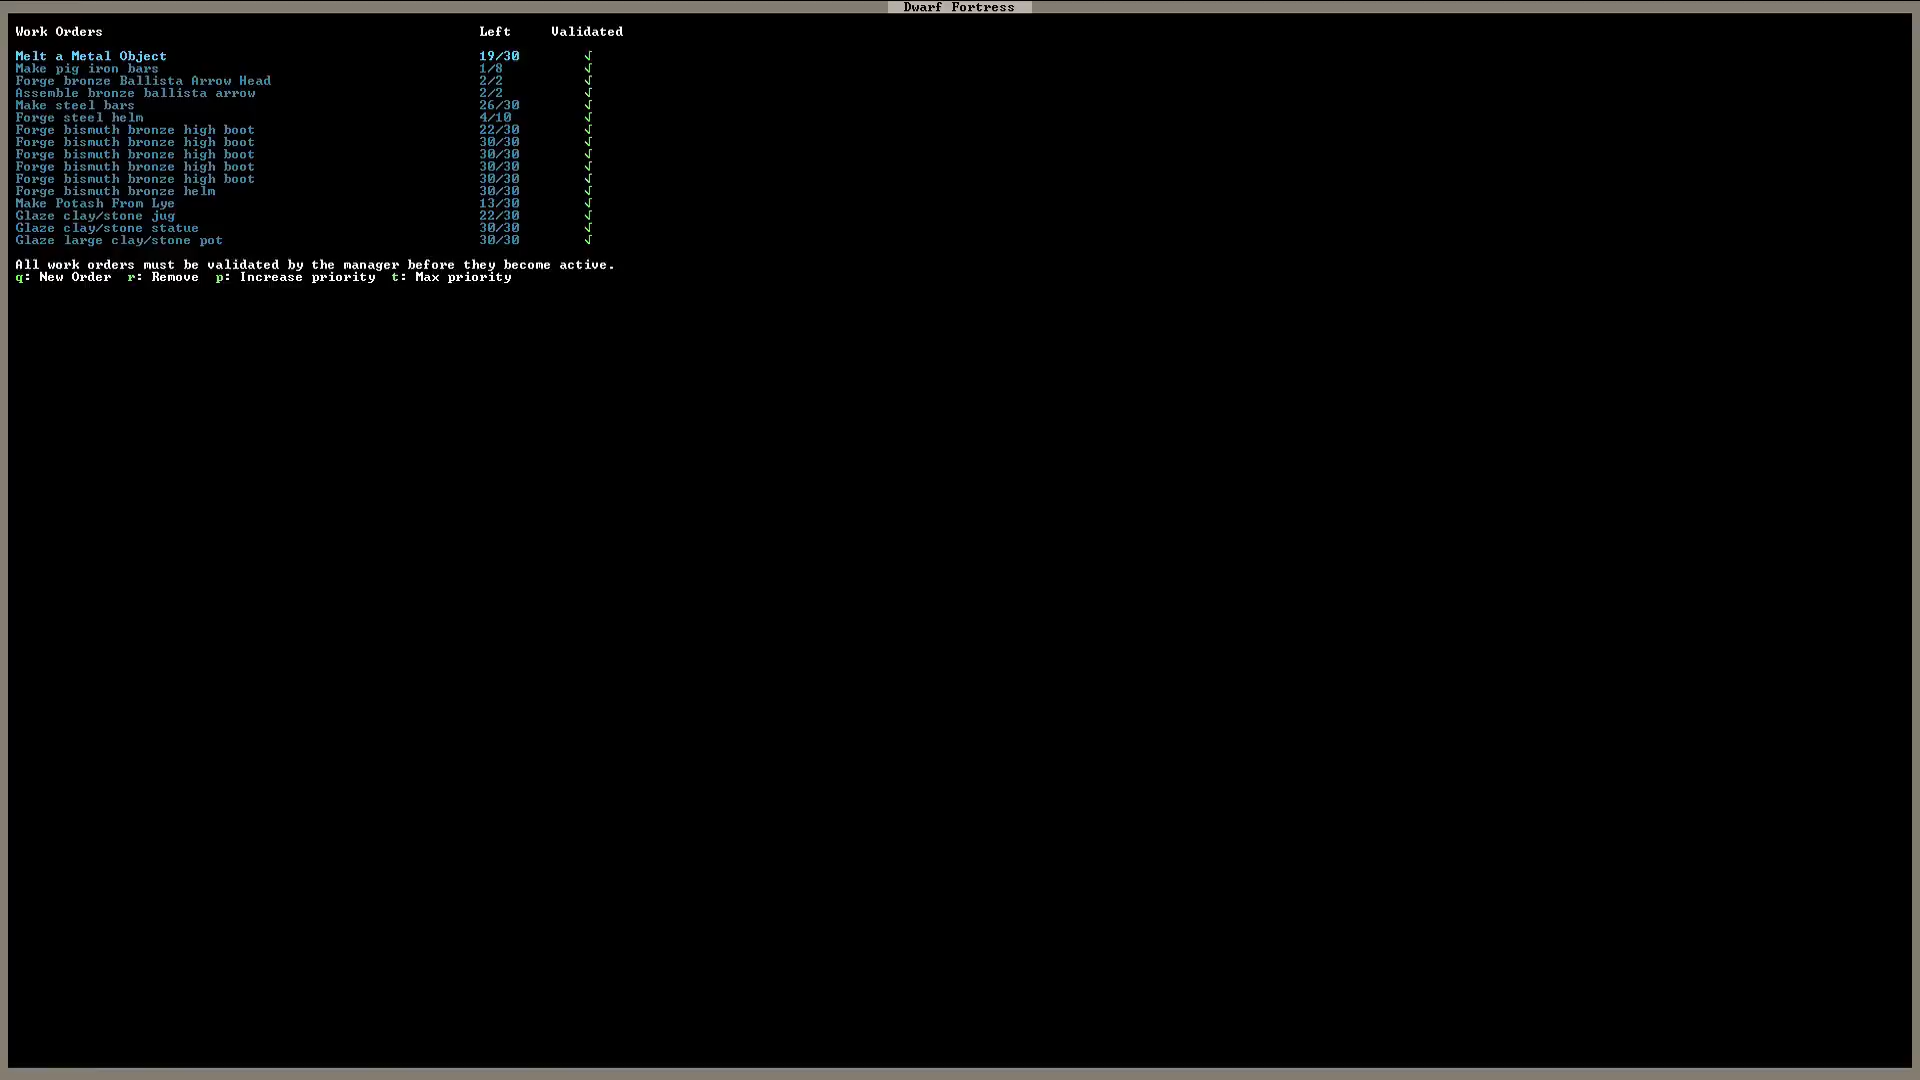 Dwarf Fortress
Work Orders Left Validated
Melt a Metal Object 19/30 √
Make pig iron bars 1/8 √
Forge bronze Ballista Arrow Head 2/2 √
Assemble bronze ballista arrow 2/2 √
Make steel bars 26/30 √
Forge steel helm 4/10 √
Forge bismuth bronze high boot 22/30 √
Forge bismuth bronze high boot 30/30 √
Forge bismuth bronze high boot 30/30 √
Forge bismuth bronze high boot 30/30 √
Forge bismuth bronze high boot 30/30 √
Forge bismuth bronze helm 30/30 √
Make Potash From Lye 13/30 √
Glaze clay/stone jug 22/30 √
Glaze clay/stone statue 30/30 √
Glaze large clay/stone pot 30/30 √
All work orders must be validated by the manager before they become active.
q: New Order r: Remove p: Increase priority t: Max priority